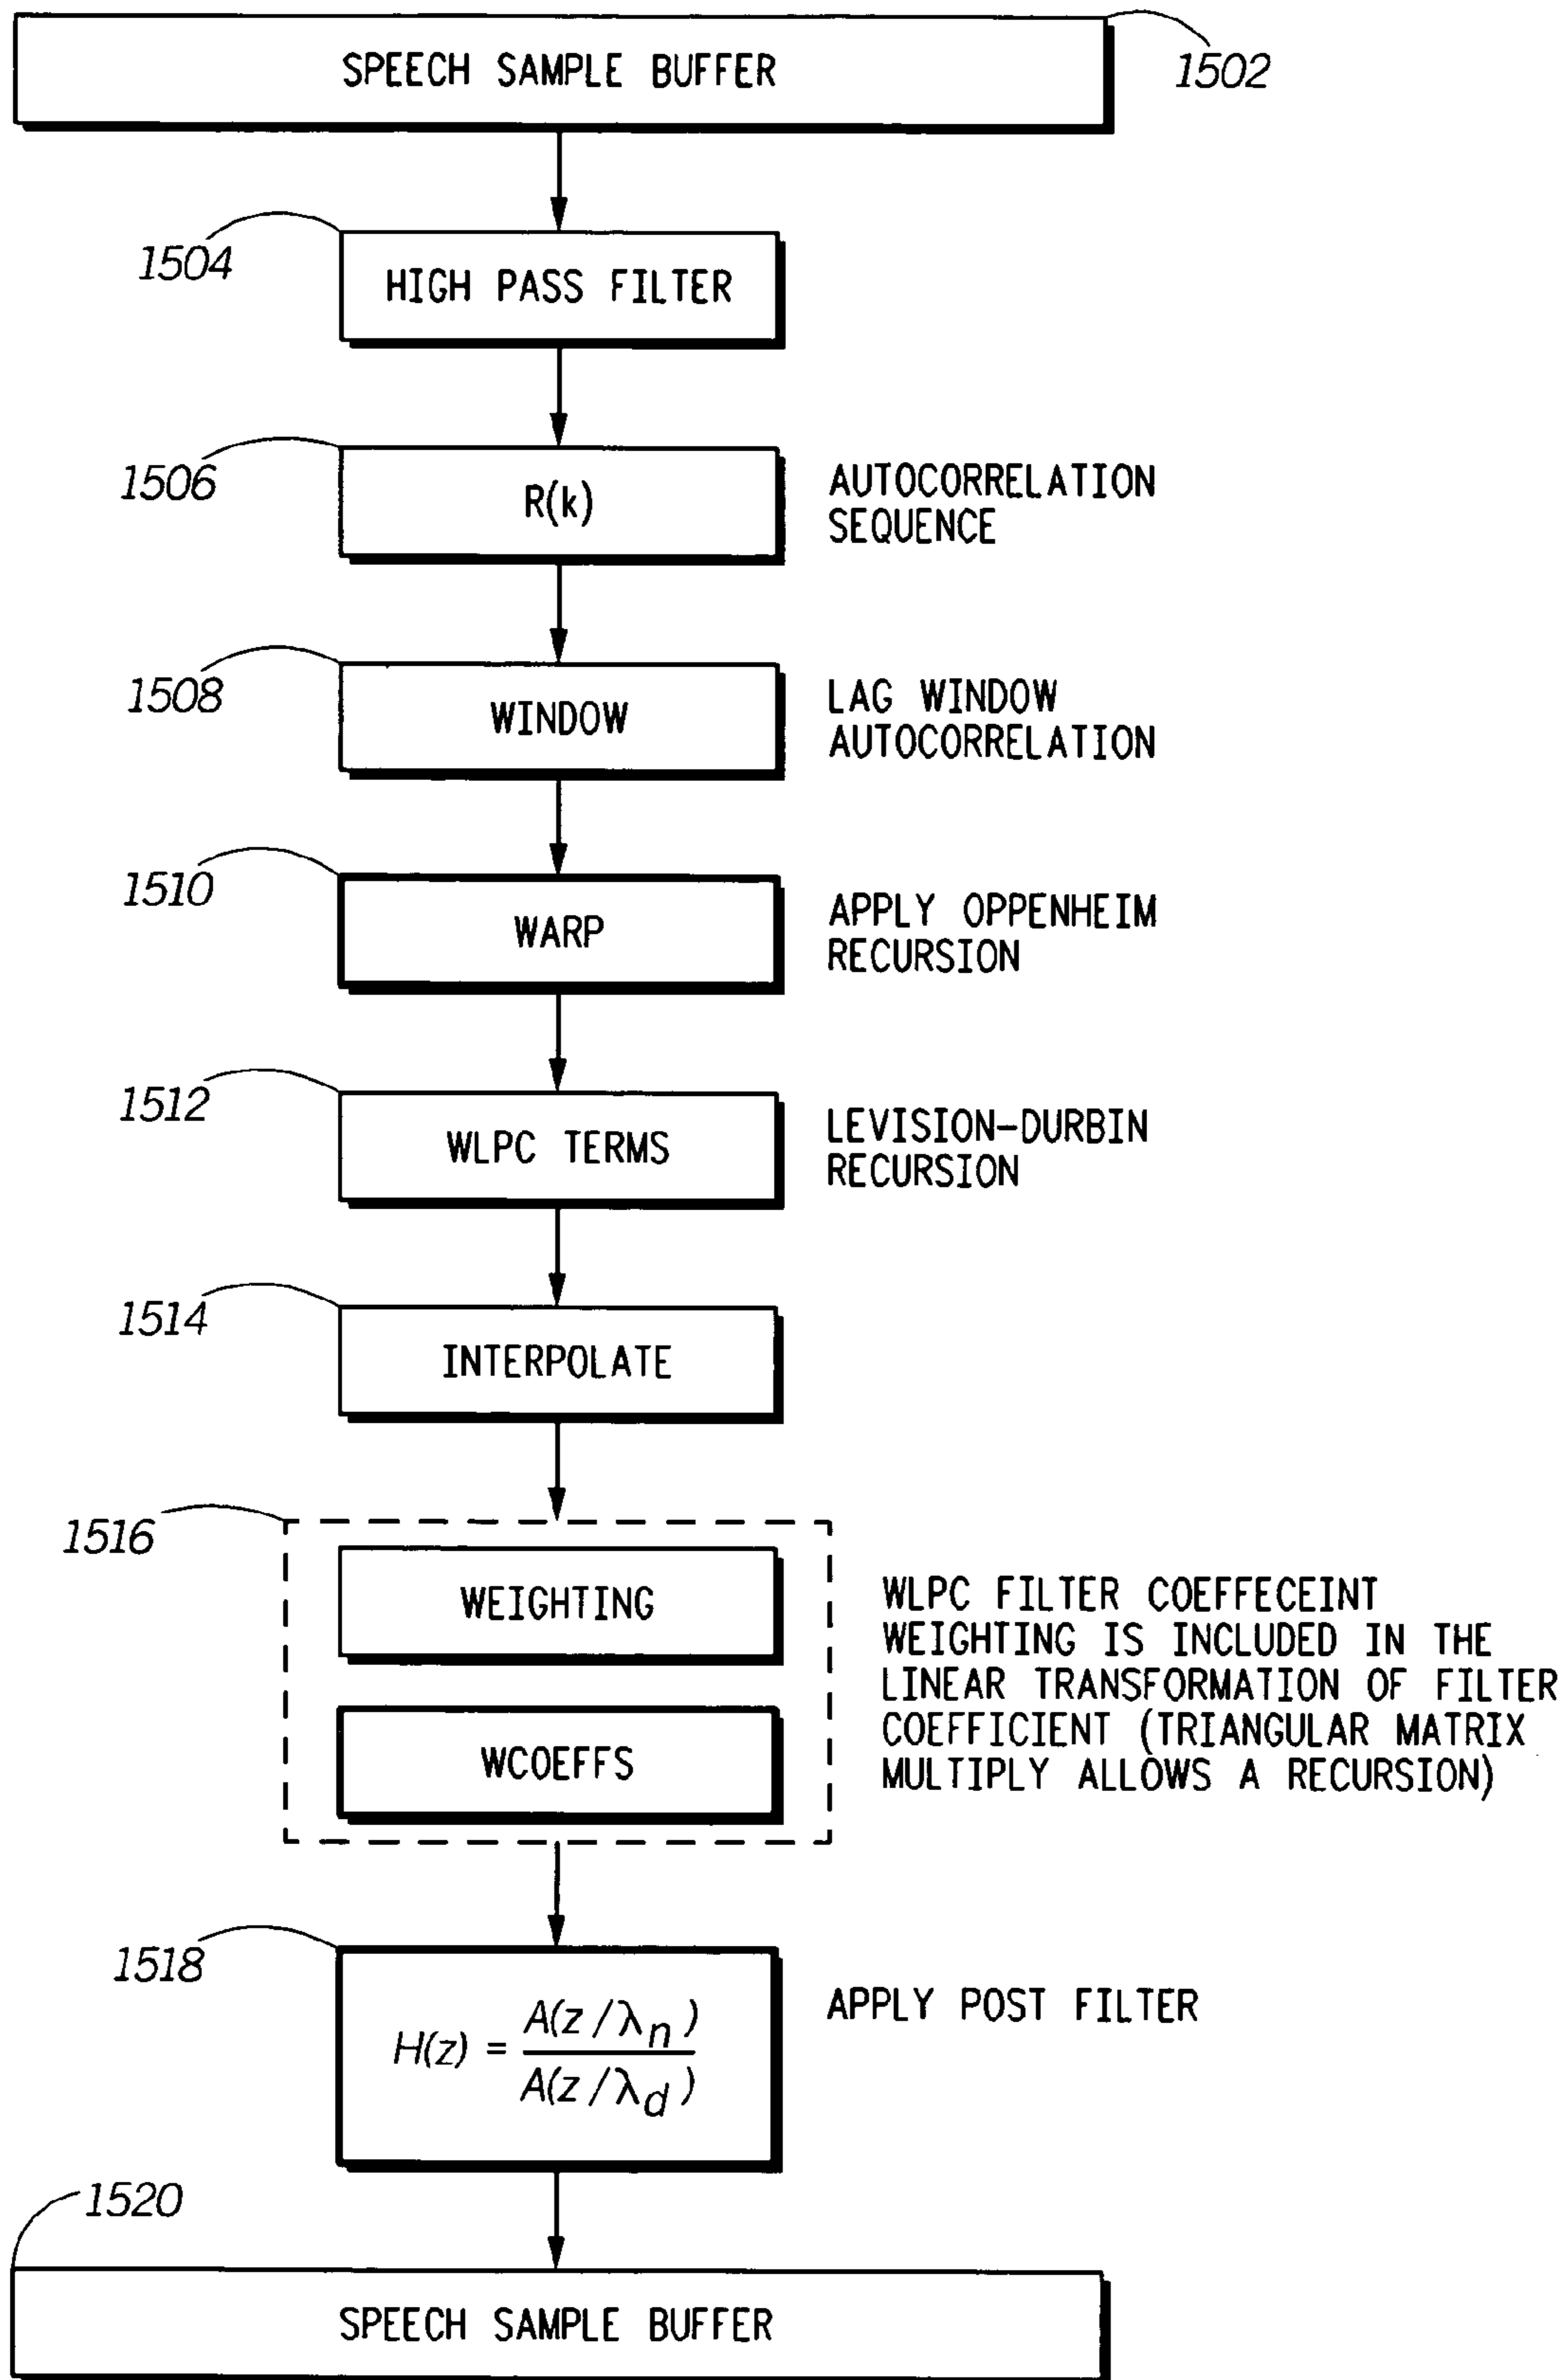 SPEECH SAMPLE BUFFER
1502
1504
HIGH PASS FILTER
1506
R(k)
AUTOCORRELATION
SEQUENCE
1508
WINDOW
LAG WINDOW
AUTOCORRELATION
1510
WARP
APPLY OPPENHEIM
RECURSION
1512
WLPC TERMS
LEVISION-DURBIN
RECURSION
1514
INTERPOLATE
1516
WEIGHTING
WCOEFFS
WLPC FILTER COEFFECEINT
WEIGHTING IS INCLUDED IN THE
LINEAR TRANSFORMATION OF FILTER
COEFFICIENT (TRIANGULAR MATRIX
MULTIPLY ALLOWS A RECURSION)
1518
H(z) = A(z/λn) / A(z/λd)
APPLY POST FILTER
1520
SPEECH SAMPLE BUFFER